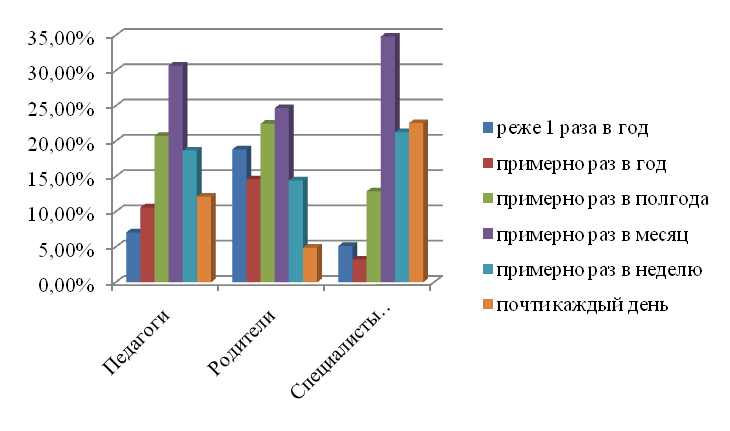 35,00%
30,00%
25,00%
20,00%
15,00%
10,00%
5,00%
0,00%
Педагоги
Родители
Специалисты..
реже 1 раза в год
примерно раз в год
примерно раз в полгода
примерно раз в месяц
примерно раз в неделю
почти каждый день